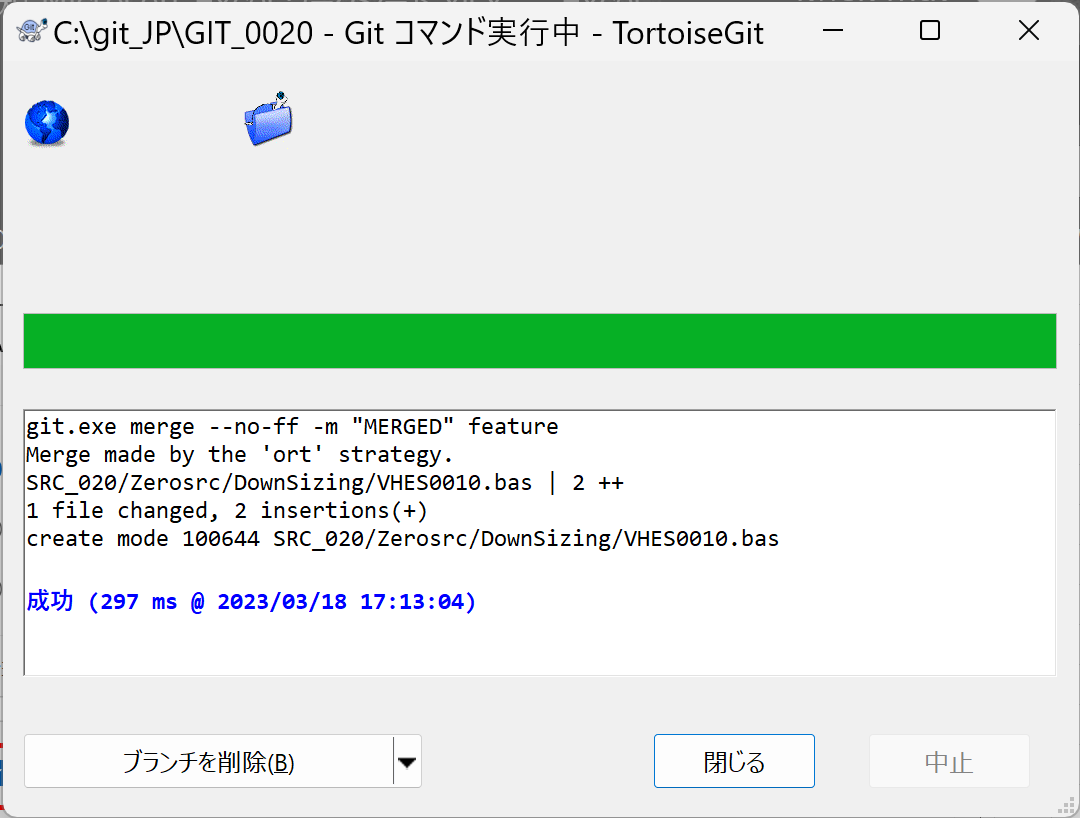 C:\git_JP\GIT_0020 - Git コマンド実行中 - TortoiseGit
git.exe merge --no-ff -m "MERGED" feature
Merge made by the 'ort' strategy.
SRC_020/Zerosrc/DownSizing/VHES0010.bas | 2 ++
1 file changed, 2 insertions(+)
create mode 100644 SRC_020/Zerosrc/DownSizing/VHES0010.bas
成功 (297 ms @ 2023/03/18 17:13:04)
ブランチを削除(B)
閉じる
中止